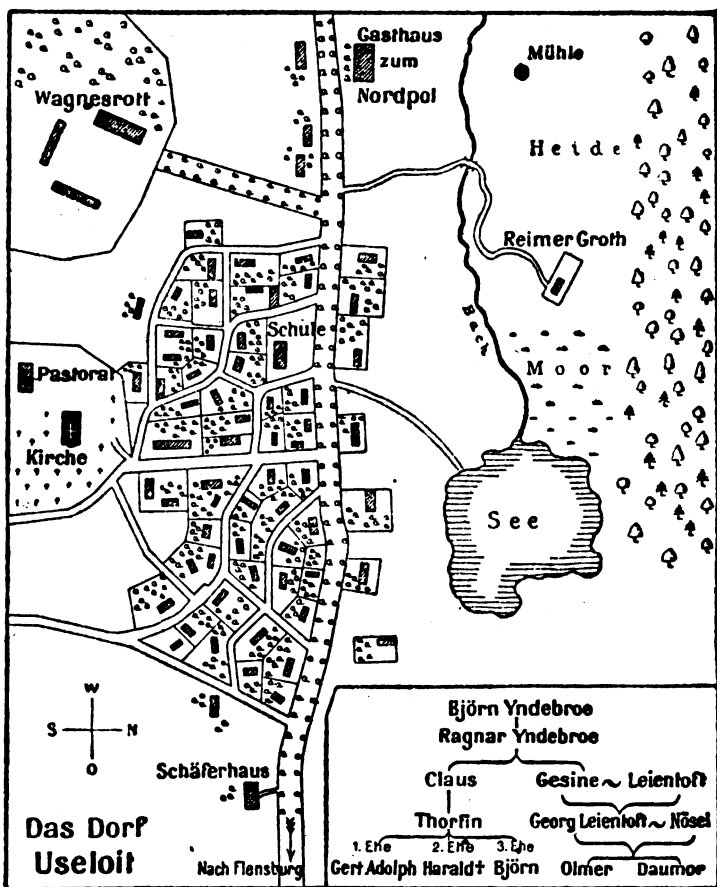 Gasthaus
zum
Nordpol
Mühle
Wagnesrott
Heide
Reimer Groth
Bach
Schule
Moor
Pastorat
Kirche
See
W
S N
O
Schäferhaus
Das Dorf
Useloit
Nach Flensburg
Björn Yndebroe
Ragnar Yndebroe
Claus Gesine ~ Leientoft
Thorfin Georg Leientoft ~ Nösel
1. Ehe 2. Ehe 3. Ehe
Gert Adolph Haraldt Björn Olmer Daumor